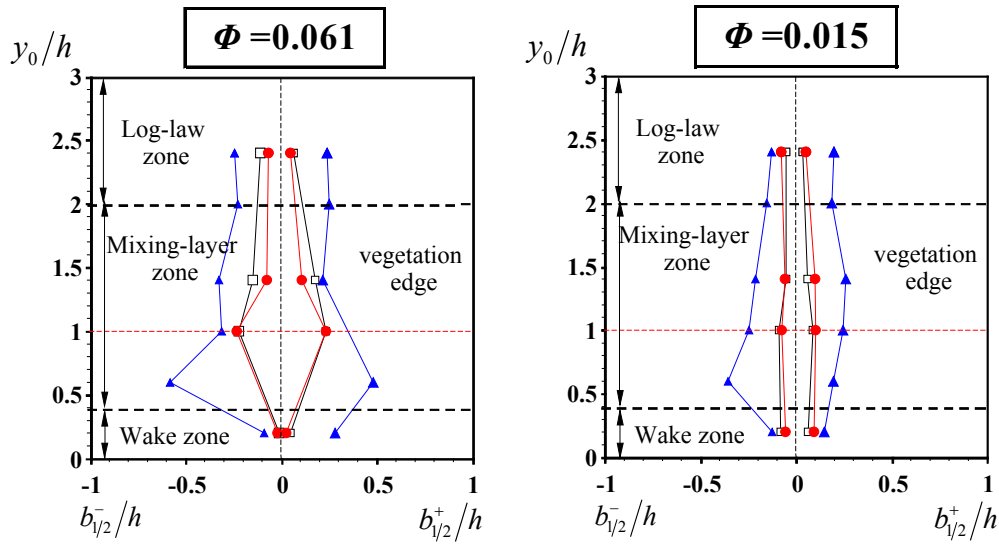 Φ =0.061
y₀/h
3
2.5
2
1.5
1
0.5
0
Log-law
zone
Mixing-layer
zone
vegetation
edge
Wake zone
-1
-0.5
0
0.5
1
b⁻₁/₂/h
b⁺₁/₂/h
Φ =0.015
y₀/h
3
2.5
2
1.5
1
0.5
0
Log-law
zone
Mixing-layer
zone
vegetation
edge
Wake zone
-1
-0.5
0
0.5
1
b⁻₁/₂/h
b⁺₁/₂/h